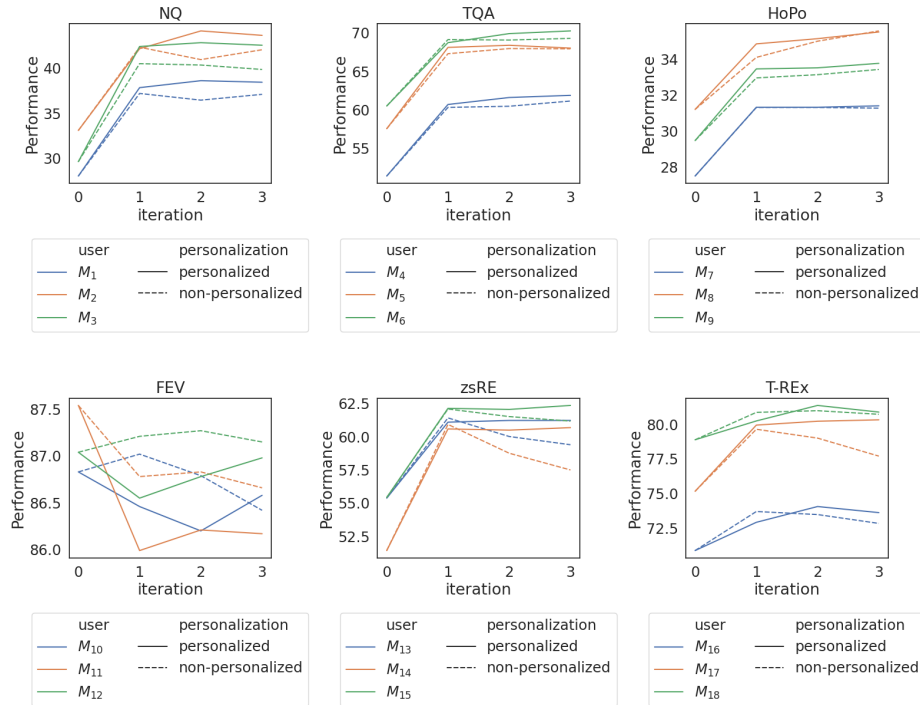 NQ
TQA
HoPo
Performance
40
35
30
0 1 2 3
iteration
Performance
70
65
60
55
0 1 2 3
iteration
Performance
34
32
30
28
0 1 2 3
iteration
user personalization
M1 personalized
M2 non-personalized
M3
user personalization
M4 personalized
M5 non-personalized
M6
user personalization
M7 personalized
M8 non-personalized
M9
FEV
zsRE
T-REx
Performance
87.5
87.0
86.5
86.0
0 1 2 3
iteration
Performance
62.5
60.0
57.5
55.0
52.5
0 1 2 3
iteration
Performance
80.0
77.5
75.0
72.5
0 1 2 3
iteration
user personalization
M10 personalized
M11 non-personalized
M12
user personalization
M13 personalized
M14 non-personalized
M15
user personalization
M16 personalized
M17 non-personalized
M18